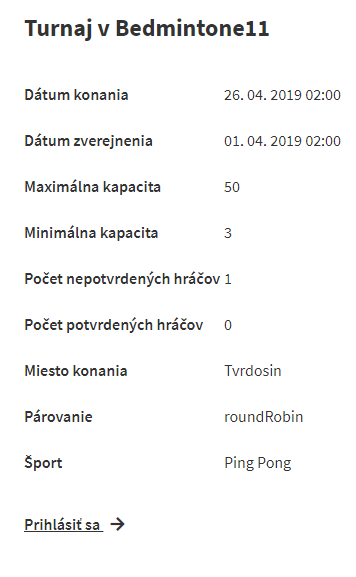 Turnaj v Bedmintone11
Dátum konania 26. 04. 2019 02:00
Dátum zverejnenia 01. 04. 2019 02:00
Maximálna kapacita 50
Minimálna kapacita 3
Počet nepotvrdených hráčov 1
Počet potvrdených hráčov 0
Miesto konania Tvrdosin
Párovanie roundRobin
Šport Ping Pong
Prihlásiť sa →